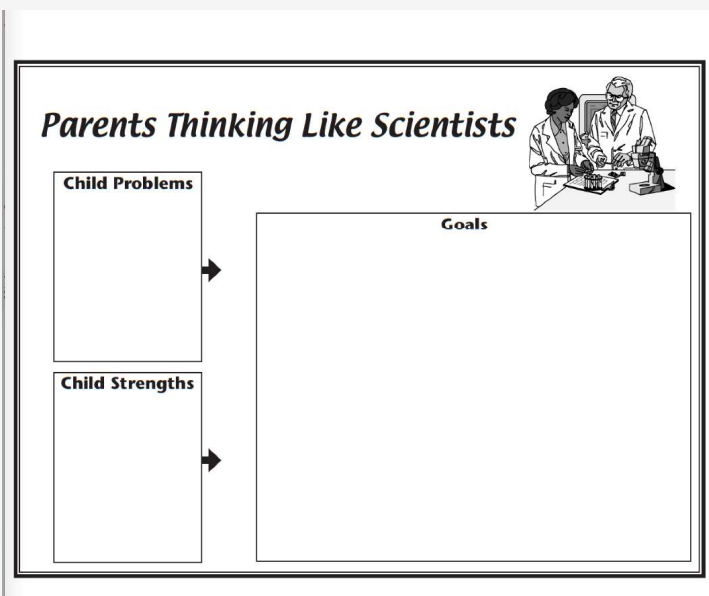 Parents Thinking Like Scientists
Child Problems
Goals
Child Strengths